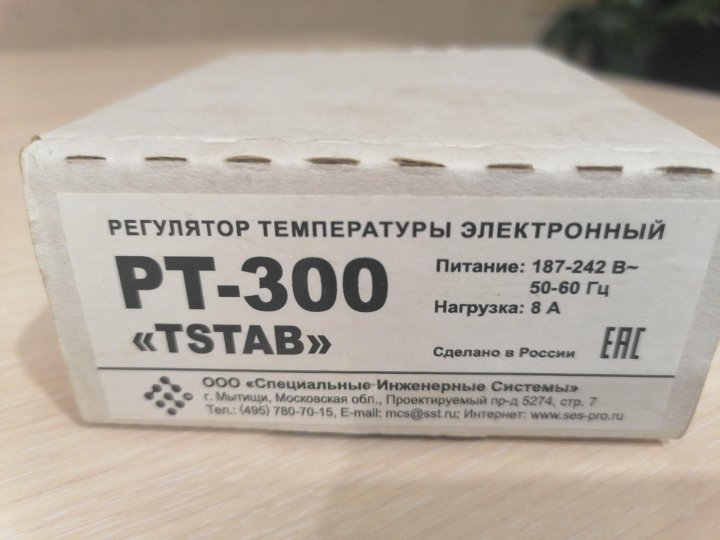 РЕГУЛЯТОР ТЕМПЕРАТУРЫ ЭЛЕКТРОННЫЙ
РТ-300
«TSTAB»
Питание: 187-242 В~
50-60 Гц
Нагрузка: 8 А
Сделано в России
EAC
ООО «Специальные Инженерные Системы»
г. Мытищи, Московская обл., Проектируемый пр-д 5274, стр. 7
Тел.: (495) 780-70-15, E-mail: mcs@sst.ru; Интернет: www.ses-pro.ru